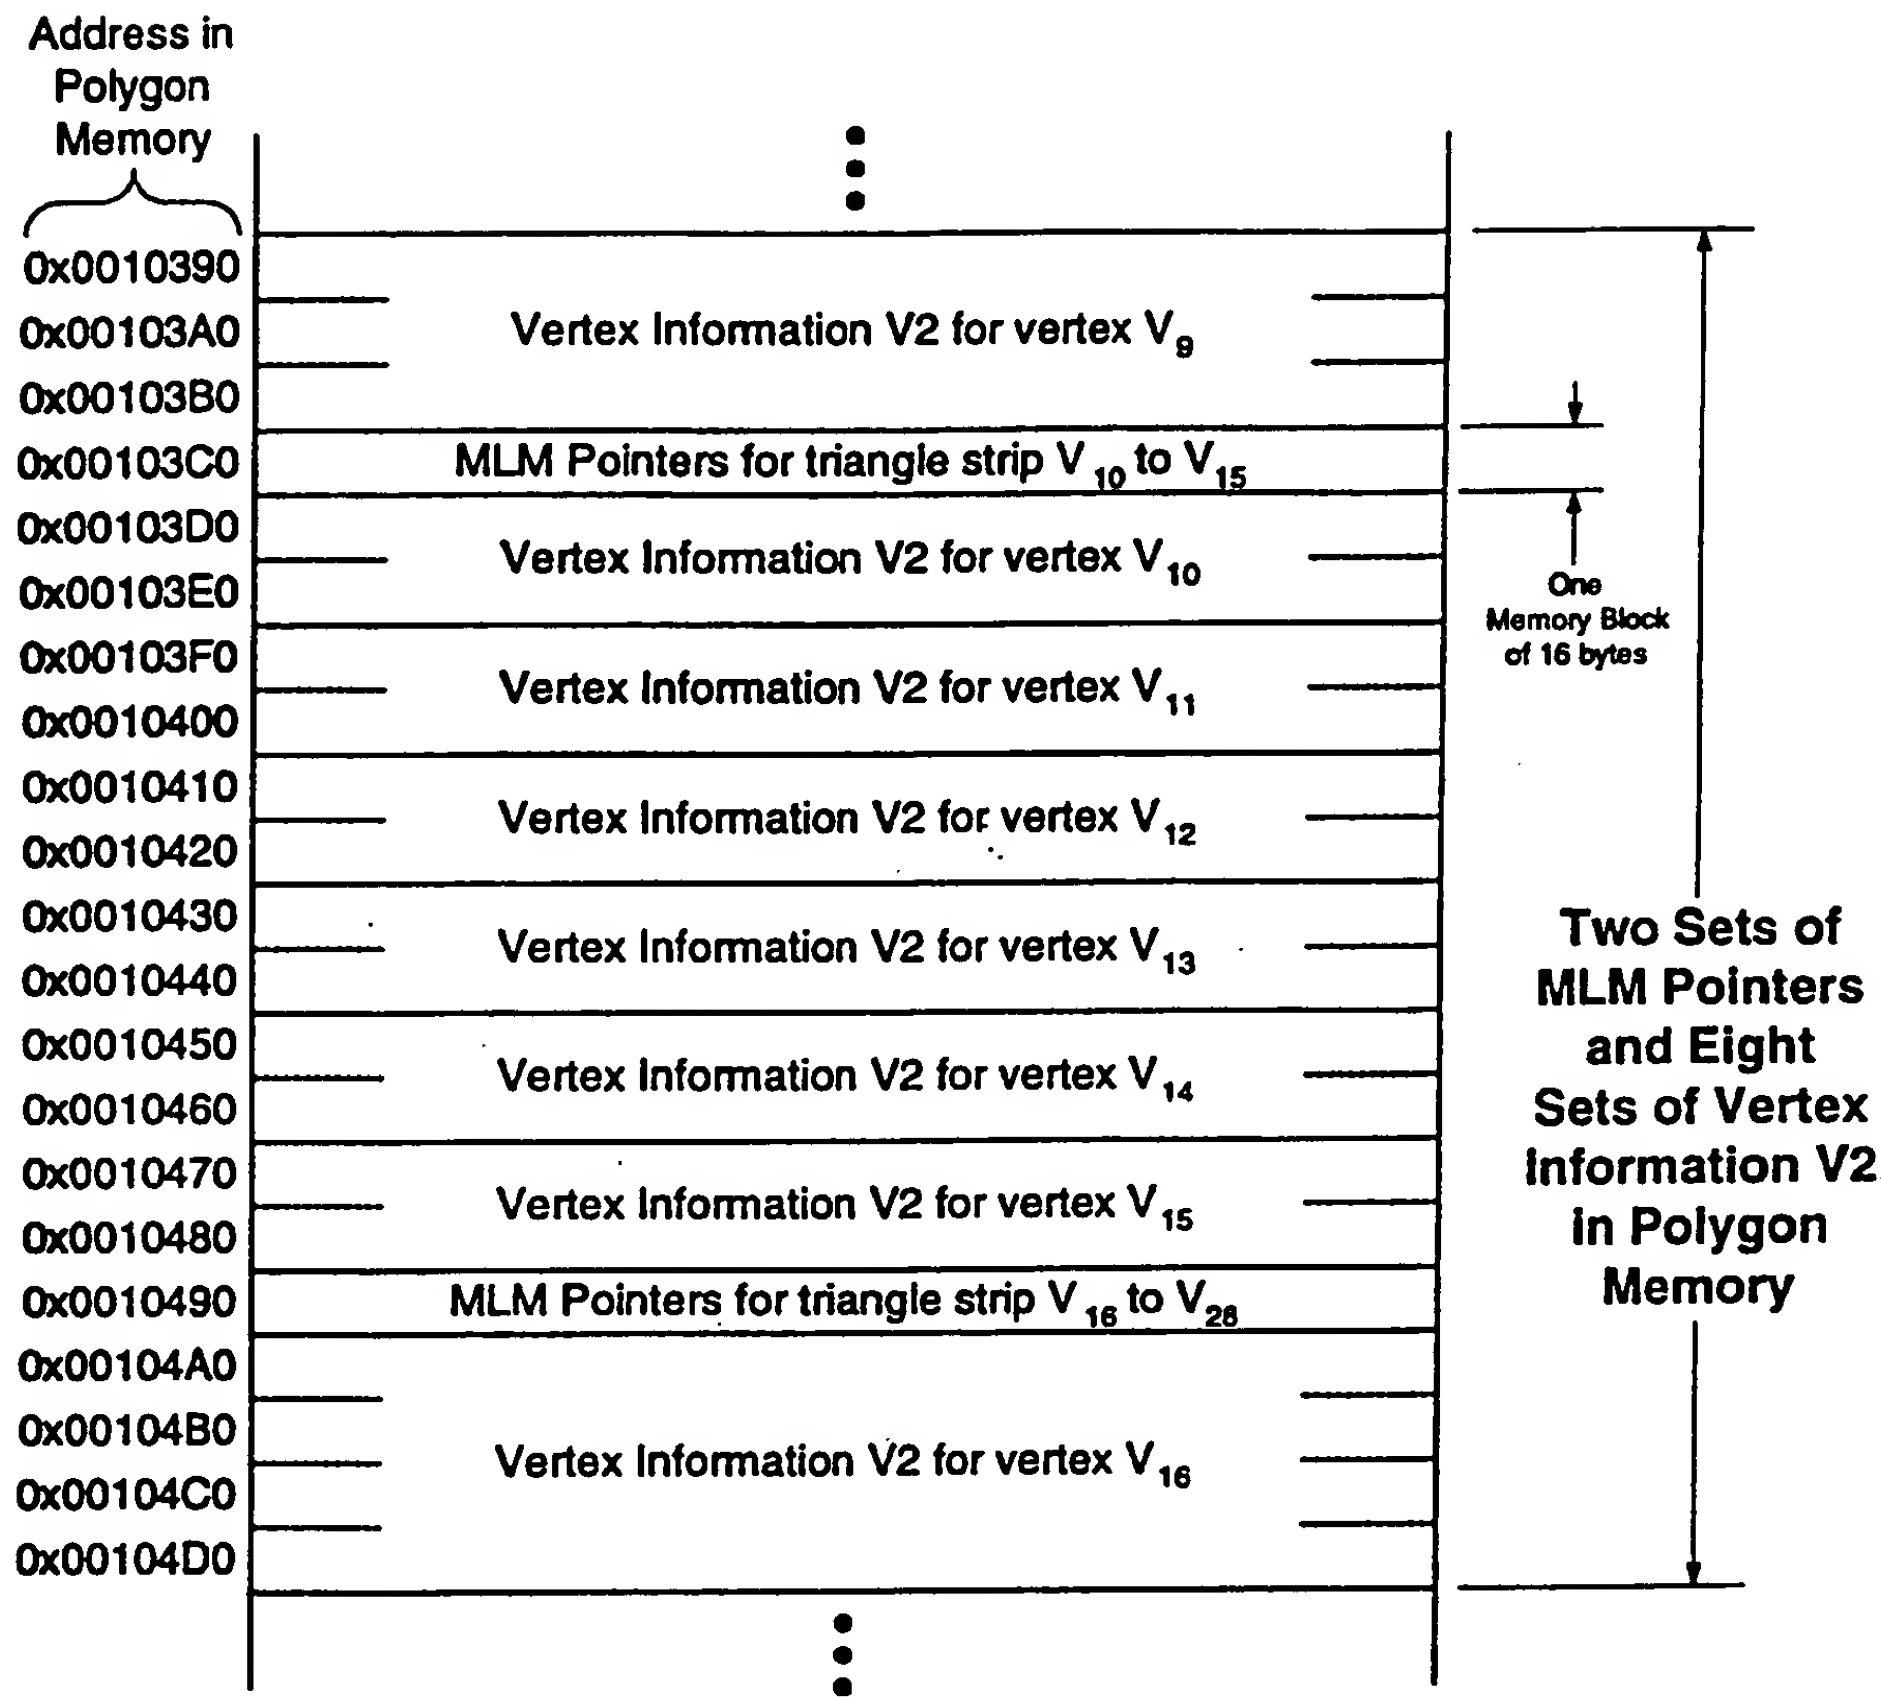 Address in
Polygon
Memory
0x0010390
0x00103A0
Vertex Information V2 for vertex V9
0x00103B0
0x00103C0
MLM Pointers for triangle strip V10 to V15
0x00103D0
Vertex Information V2 for vertex V10
0x00103E0
One
Memory Block
of 16 bytes
0x00103F0
Vertex Information V2 for vertex V11
0x0010400
0x0010410
Vertex Information V2 for vertex V12
0x0010420
0x0010430
Vertex Information V2 for vertex V13
0x0010440
0x0010450
Vertex Information V2 for vertex V14
0x0010460
0x0010470
Vertex Information V2 for vertex V15
0x0010480
0x0010490
MLM Pointers for triangle strip V16 to V28
0x00104A0
0x00104B0
Vertex Information V2 for vertex V16
0x00104C0
0x00104D0
Two Sets of
MLM Pointers
and Eight
Sets of Vertex
Information V2
in Polygon
Memory